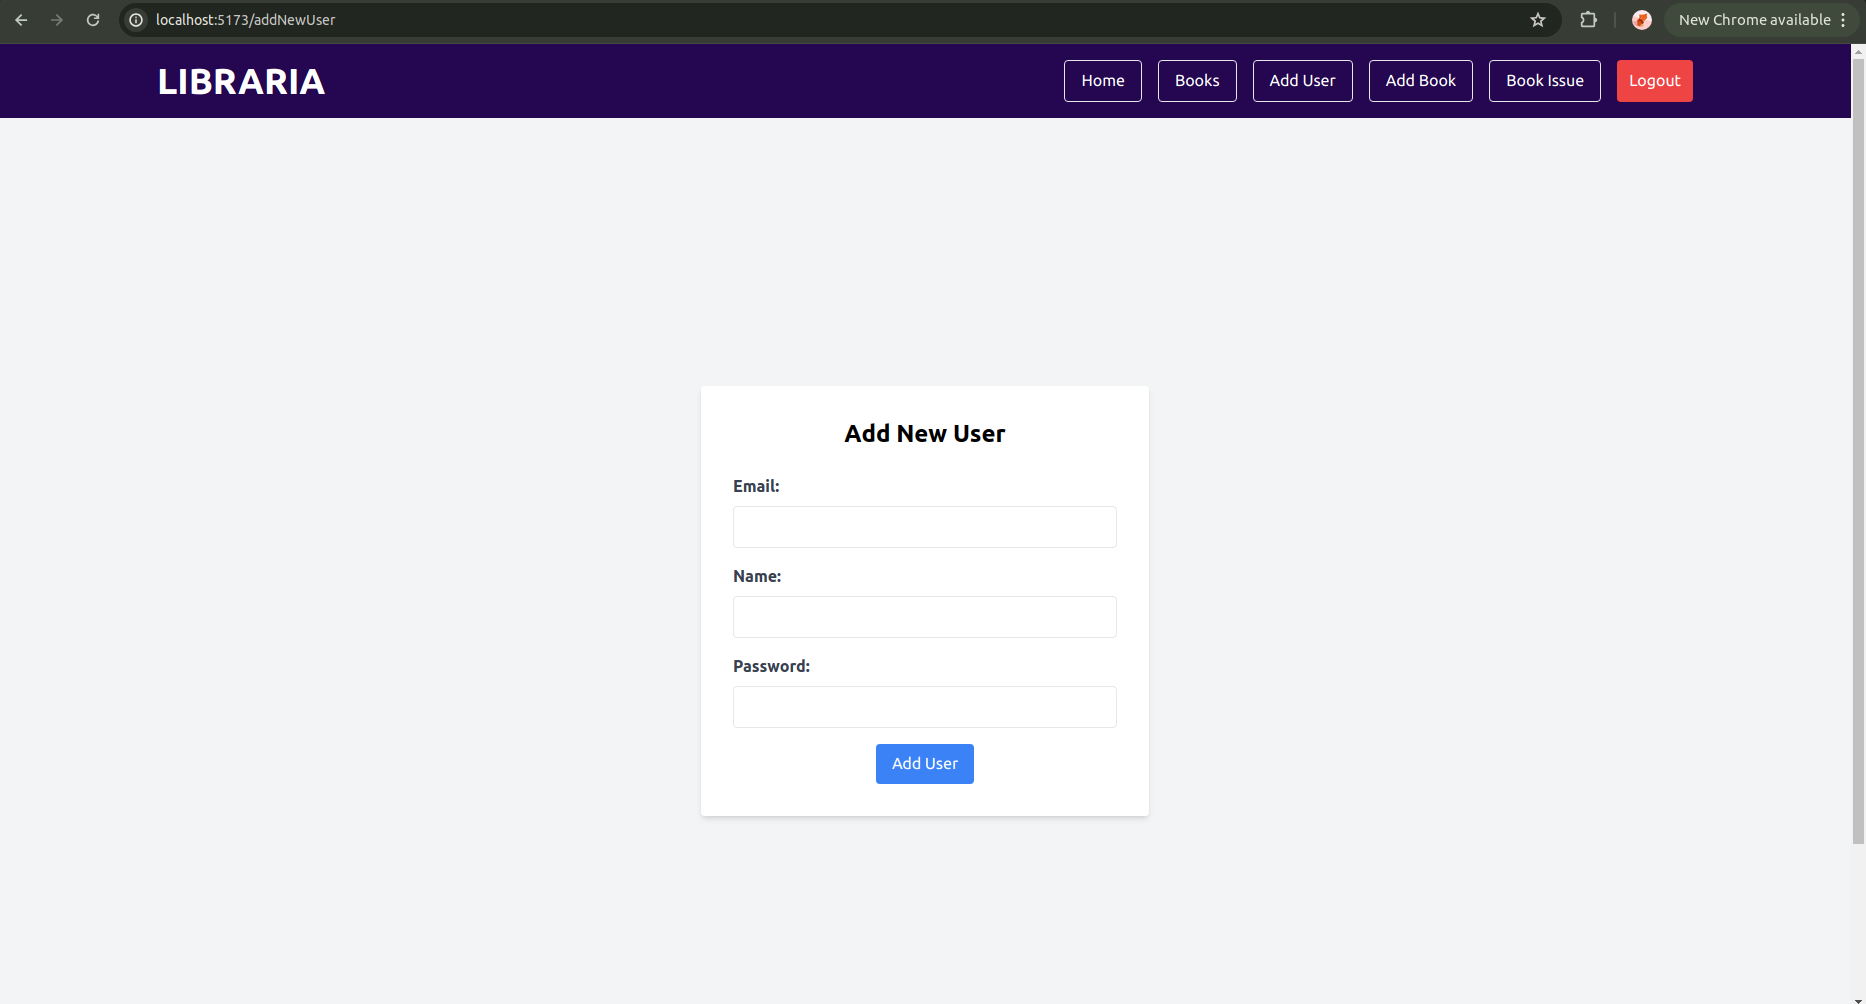 localhost:5173/addNewUser
New Chrome available
LIBRARIA
Home
Books
Add User
Add Book
Book Issue
Logout
Add New User
Email:
Name:
Password:
Add User